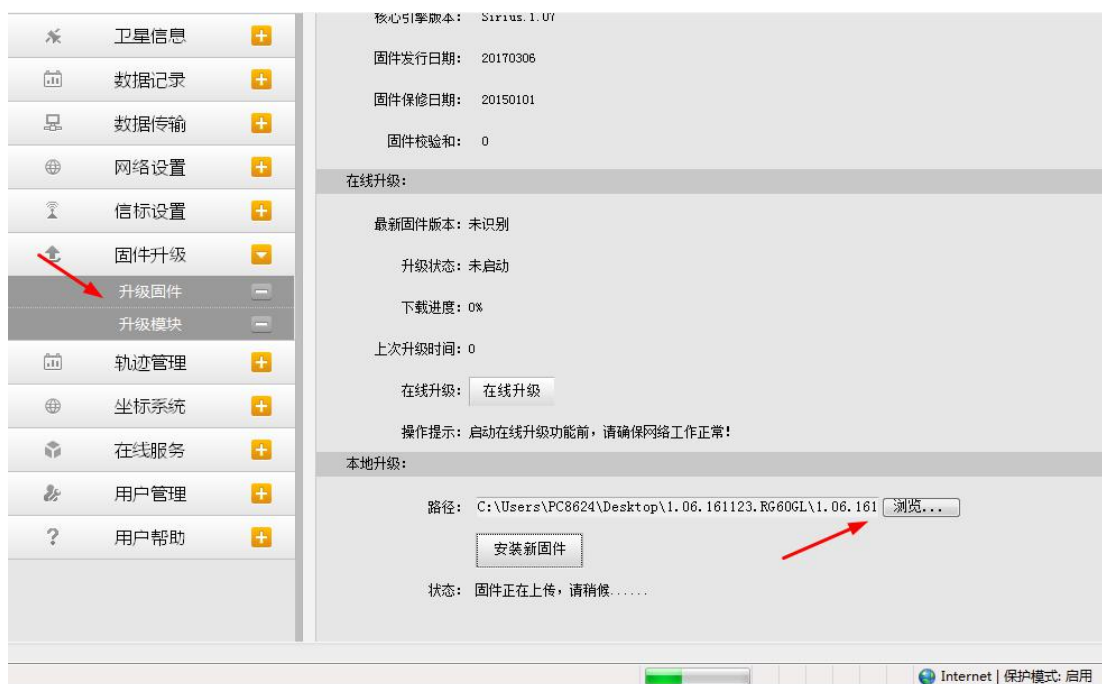 卫星信息
数据记录
数据传输
网络设置
信标设置
固件升级
升级固件
升级模块
轨迹管理
坐标系统
在线服务
用户管理
用户帮助
核心引擎版本: Sirius.1.07
固件发行日期: 20170306
固件保修日期: 20150101
固件校验和: 0
在线升级:
最新固件版本: 未识别
升级状态: 未启动
下载进度: 0%
上次升级时间: 0
在线升级: 在线升级
操作提示: 启动在线升级功能前，请确保网络工作正常!
本地升级:
路径: C:\Users\PC8624\Desktop\1.06.161123.RG60GL\1.06.161 浏览...
安装新固件
状态: 固件正在上传，请稍候......
Internet | 保护模式: 启用